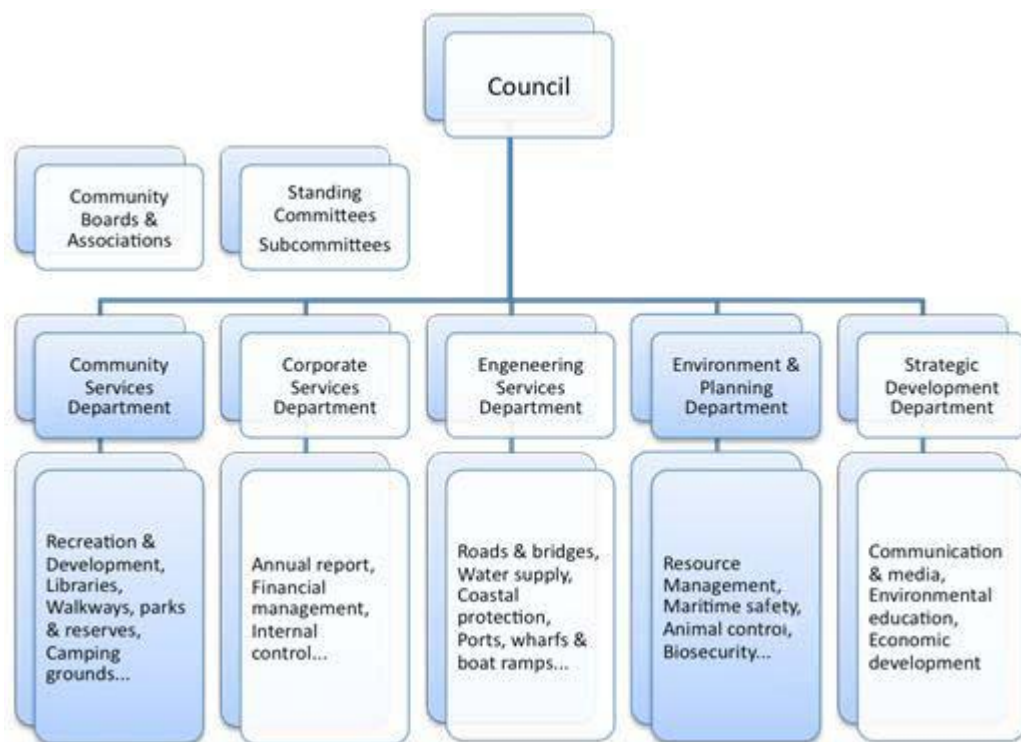 Council
Community
Boards &
Associations
Standing
Committees
Subcommittees
Community
Services
Department
Corporate
Services
Department
Engeneering
Services
Department
Environment &
Planning
Department
Strategic
Development
Department
Recreation &
Development,
Libraries,
Walkways, parks
& reserves,
Camping
grounds...
Annual report,
Financial
management,
Internal
control...
Roads & bridges,
Water supply,
Coastal
protection,
Ports, wharfs &
boat ramps...
Resource
Management,
Maritime safety,
Animal control,
Biosecurity...
Communication
& media,
Environmental
education,
Economic
development